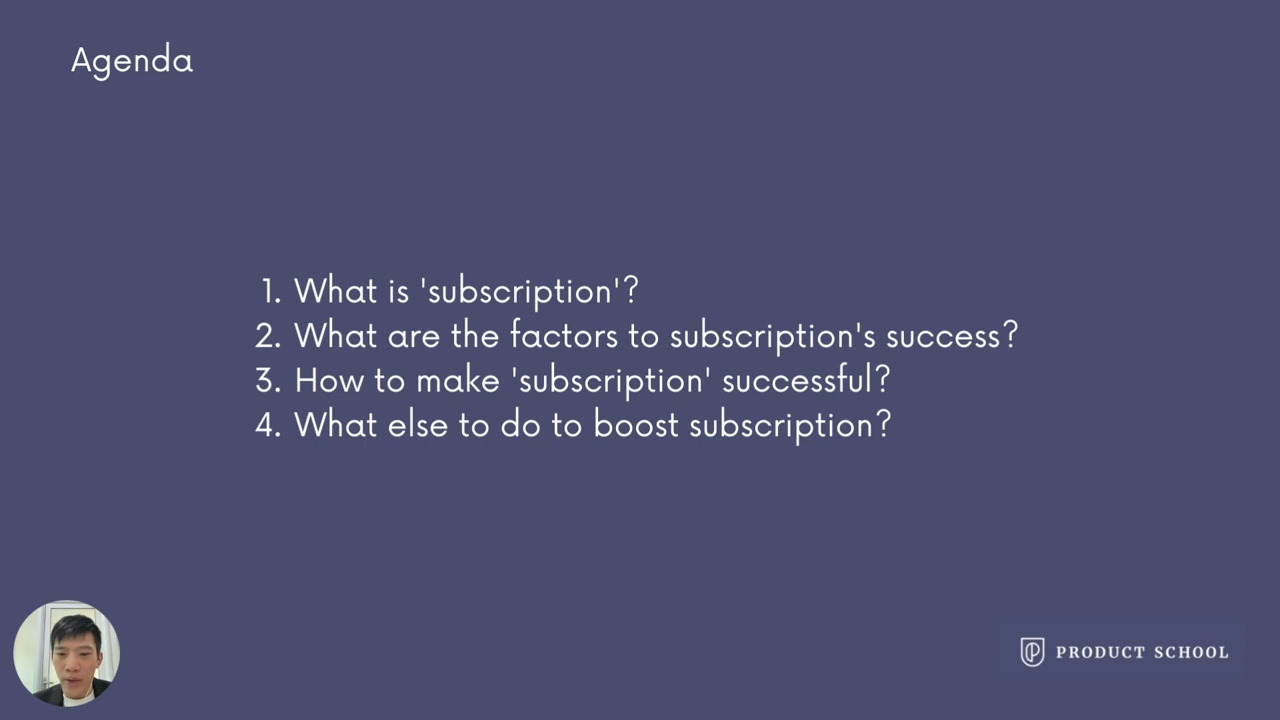 Agenda
1. What is 'subscription'?
2. What are the factors to subscription's success?
3. How to make 'subscription' successful?
4. What else to do to boost subscription?
PRODUCT SCHOOL